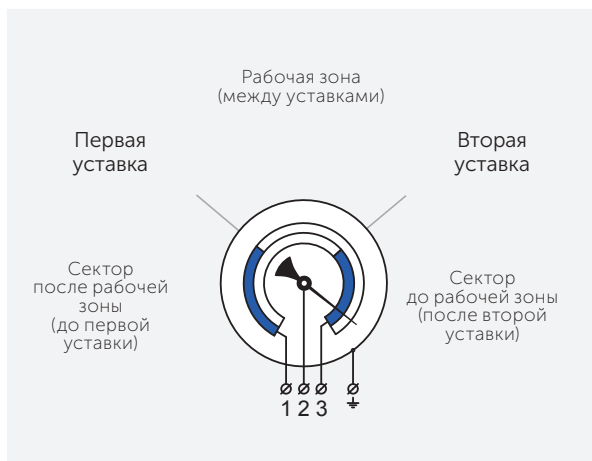 Рабочая зона
(между уставками)
Первая
уставка
Вторая
уставка
Сектор
после рабочей
зоны
(до первой
уставки)
Сектор
до рабочей зоны
(после второй
уставки)
1 2 3